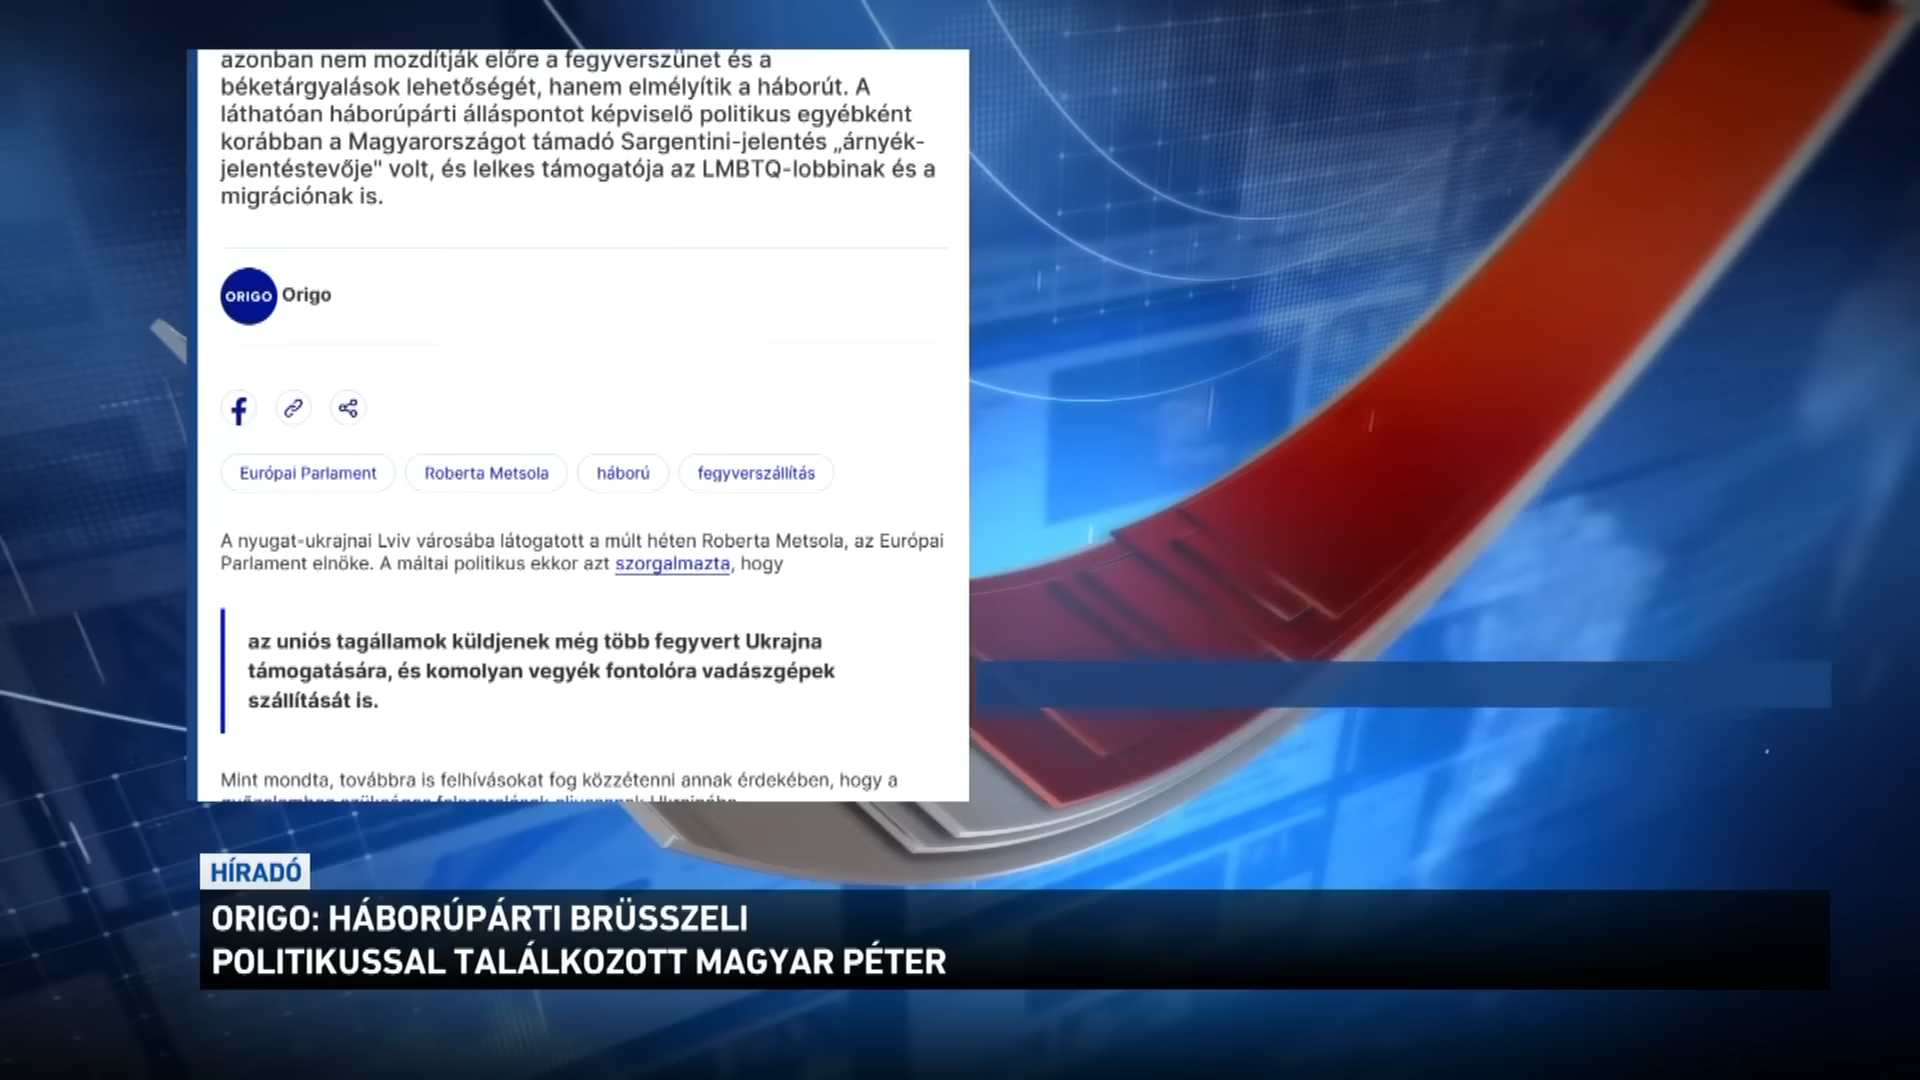 azonban nem mozdítják előre a fegyverszünet és a
béketárgyalások lehetőségét, hanem elmélyítik a háborút. A
láthatóan háborúpárti álláspontot képviselő politikus egyébként
korábban a Magyarországot támadó Sargentini-jelentés „árnyék-
jelentéstevője" volt, és lelkes támogatója az LMBTQ-lobbinak és a
migrációnak is.
ORIGO Origo
Európai Parlament Roberta Metsola háború fegyverszállítás
A nyugat-ukrajnai Lviv városába látogatott a múlt héten Roberta Metsola, az Európai
Parlament elnöke. A máltai politikus ekkor azt szorgalmazta, hogy
az uniós tagállamok küldjenek még több fegyvert Ukrajna
támogatására, és komolyan vegyék fontolóra vadászgépek
szállítását is.
Mint mondta, továbbra is felhívásokat fog közzétenni annak érdekében, hogy a
HÍRADÓ
ORIGO: HÁBORÚPÁRTI BRÜSSZELI
POLITIKUSSAL TALÁLKOZOTT MAGYAR PÉTER